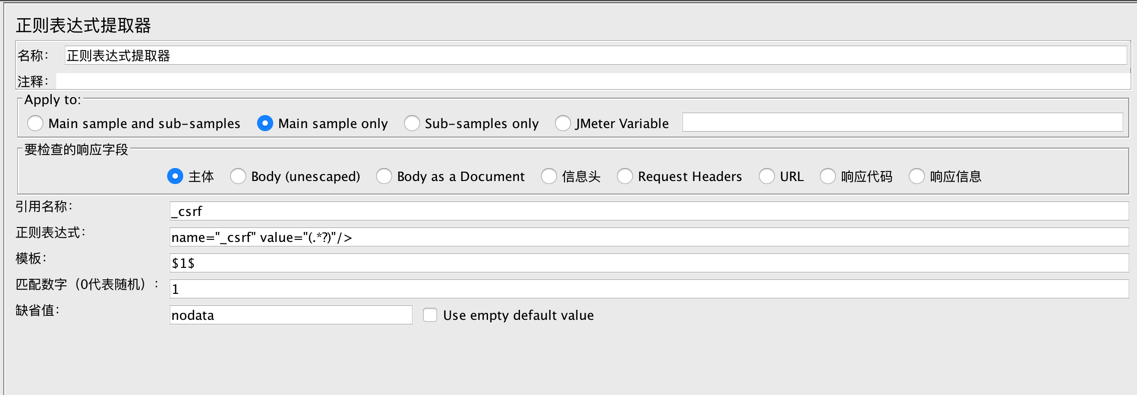 正则表达式提取器
名称： 正则表达式提取器
注释：
Apply to:
Main sample and sub-samples Main sample only Sub-samples only JMeter Variable
要检查的响应字段
主体 Body (unescaped) Body as a Document 信息头 Request Headers URL 响应代码 响应信息
引用名称： _csrf
正则表达式： name="_csrf" value="(.*?)"/>
模板： $1$
匹配数字（0代表随机）： 1
缺省值： nodata Use empty default value